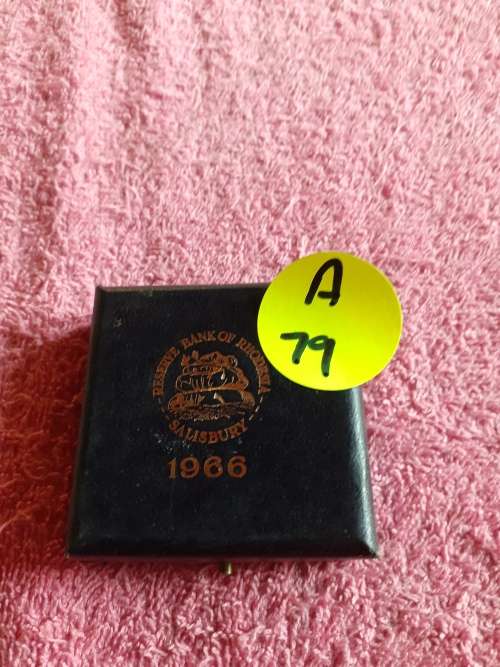 A
79
RESERVE BANK OF RHODESIA
SALISBURY
1966